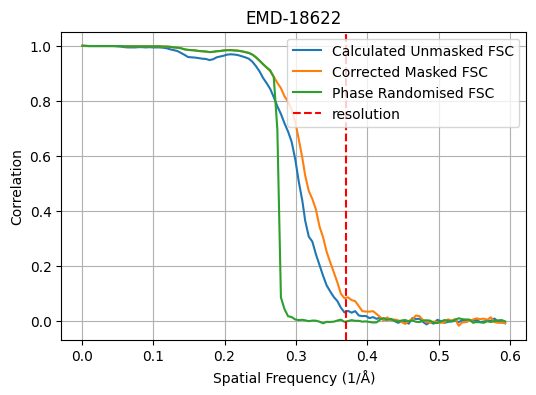 EMD-18622
Calculated Unmasked FSC
Corrected Masked FSC
Phase Randomised FSC
resolution
Correlation
1.0
0.8
0.6
0.4
0.2
0.0
0.0 0.1 0.2 0.3 0.4 0.5 0.6
Spatial Frequency (1/Å)